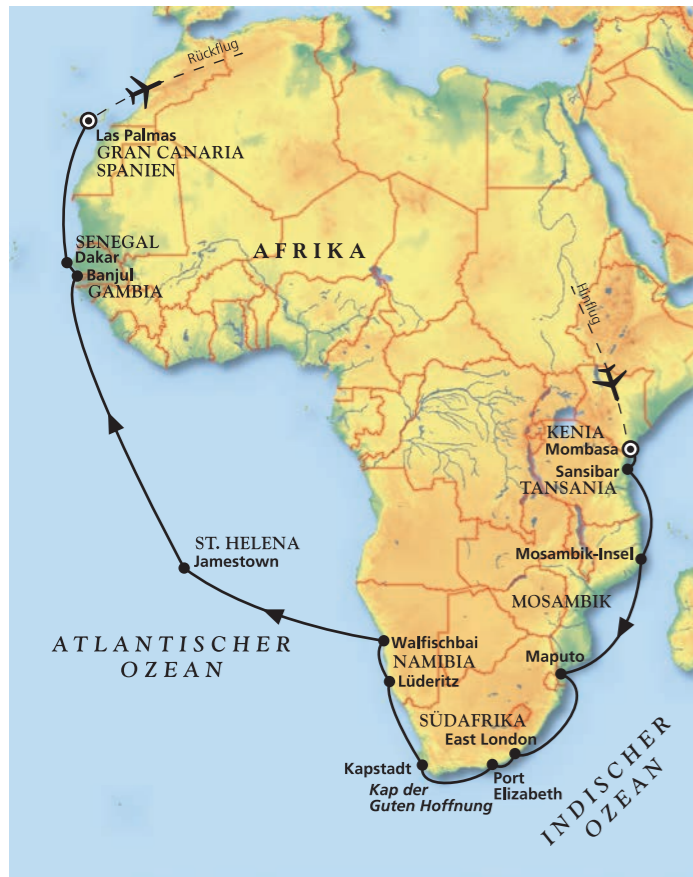 Rückflug
Las Palmas
GRAN CANARIA
SPANIEN
SENEGAL
Dakar
Banjul
GAMBIA
AFRIKA
Hinflug
KENIA
Mombasa
Sansibar
TANSANIA
Mosambik-Insel
MOSAMBIK
ST. HELENA
Jamestown
ATLANTISCHER
OZEAN
Walfischbai
NAMIBIA
Lüderitz
Maputo
SÜDAFRIKA
East London
Kapstadt
Kap der
Guten Hoffnung
Port
Elizabeth
INDISCHER
OZEAN